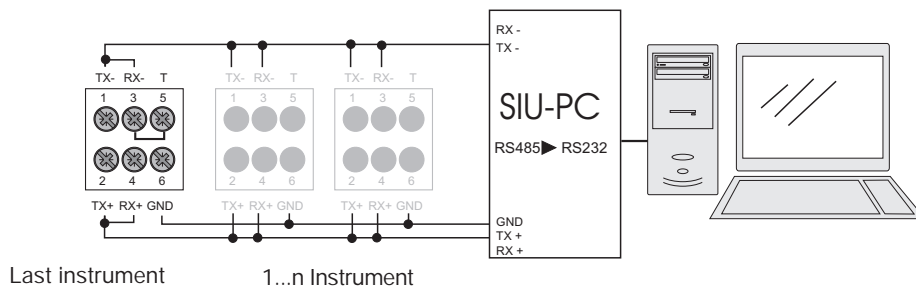 RX -
TX -
TX- RX- T
TX- RX- T
TX- RX- T
1 3 5
1 3 5
1 3 5
SIU-PC
RS485▶ RS232
2 4 6
2 4 6
2 4 6
TX+ RX+ GND
TX+ RX+ GND
TX+ RX+ GND
GND
TX +
RX +
Last instrument
1...n Instrument